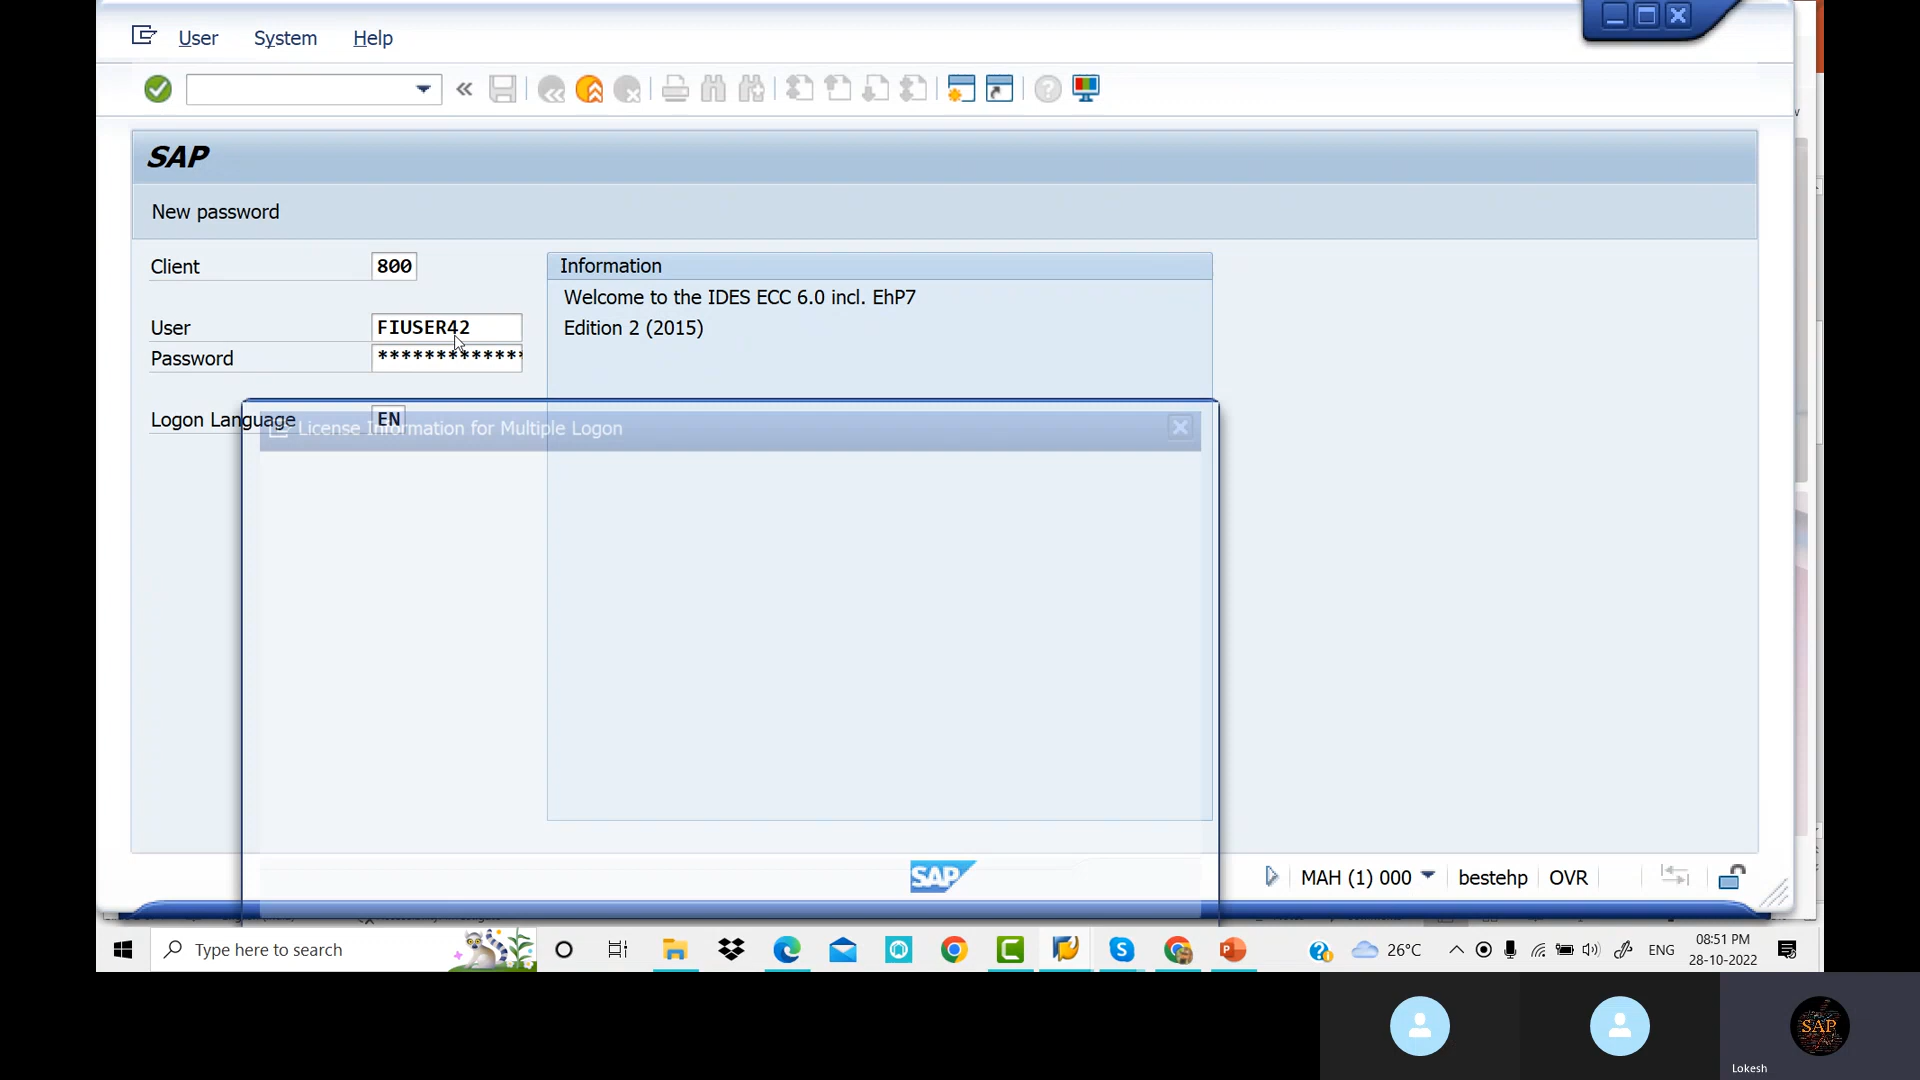 User System Help
SAP
New password
Client 800
Information
Welcome to the IDES ECC 6.0 incl. EhP7
User FIUSER42
Edition 2 (2015)
Password *************
Logon Language EN
License Information for Multiple Logon
SAP
MAH (1) 000 bestehp OVR
Type here to search
26°C
ENG
08:51 PM
28-10-2022
SAP
Lokesh